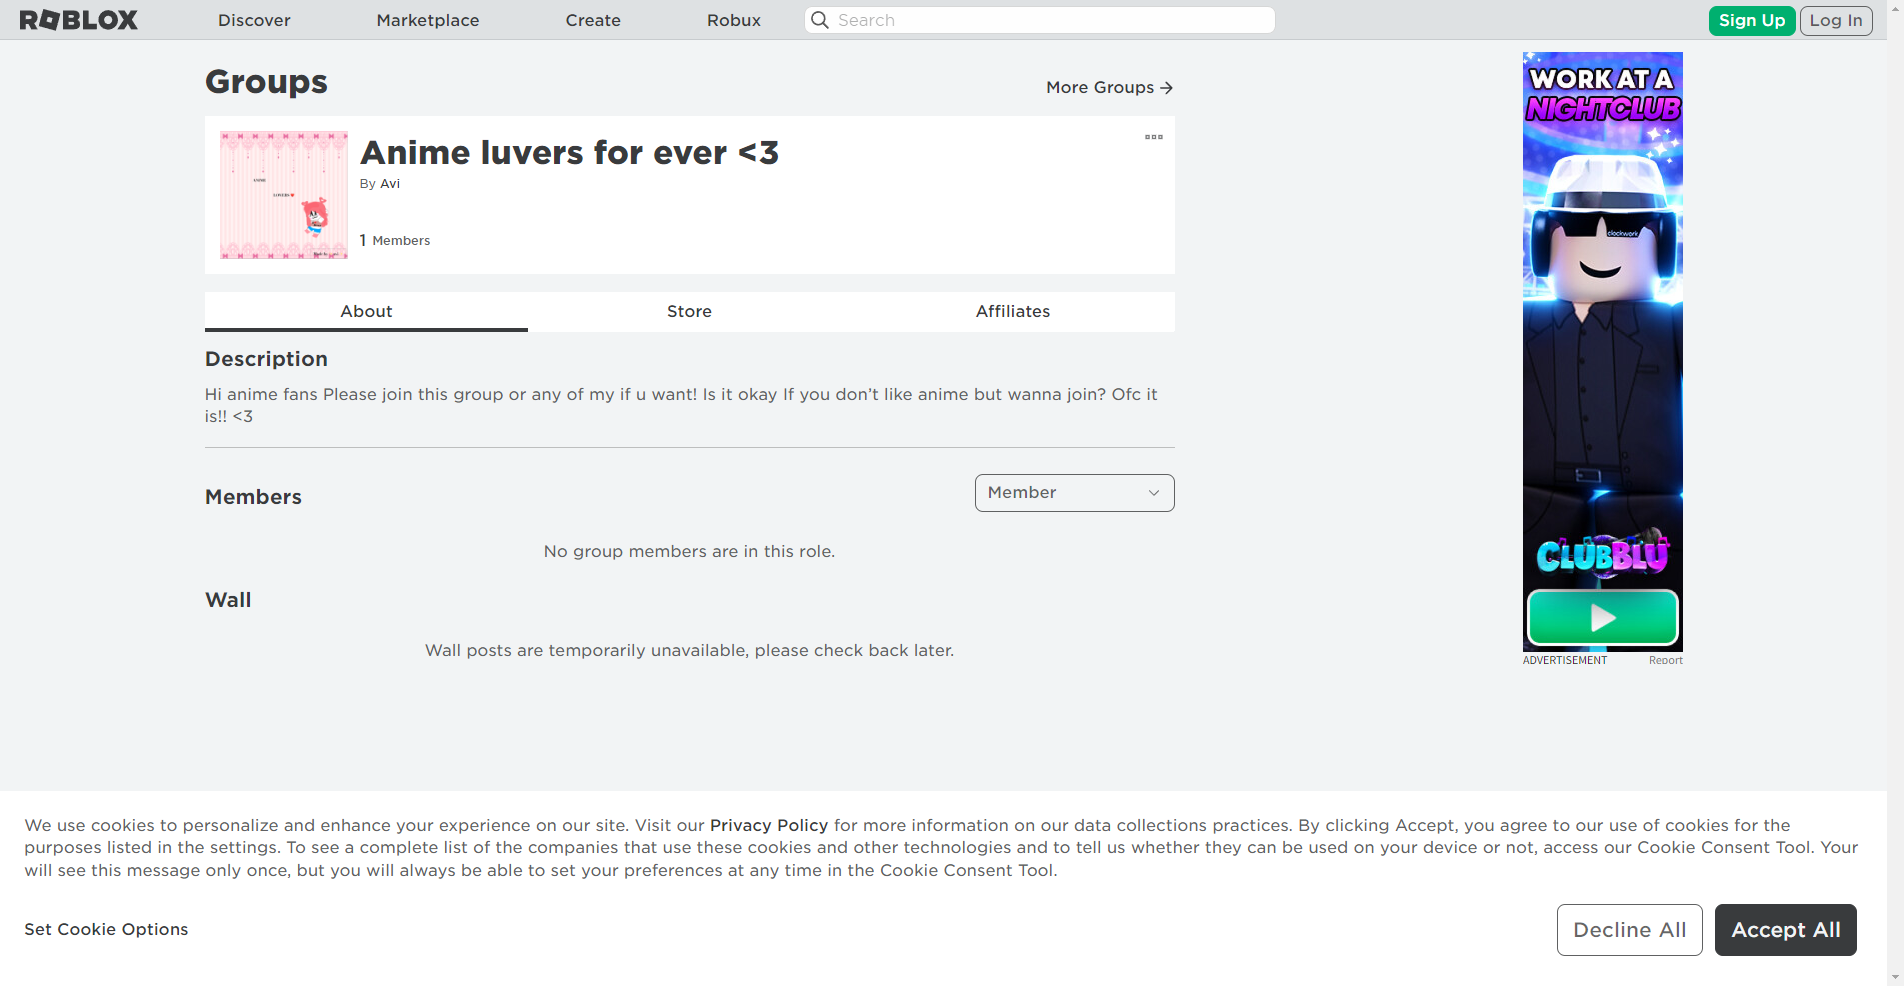 ROBLOX Discover Marketplace Create Robux Search Sign Up Log In
Groups
More Groups →
Anime luvers for ever <3
By Avi
1 Members
ANIME
LOVERS
About Store Affiliates
Description
Hi anime fans Please join this group or any of my if u want! Is it okay If you don’t like anime but wanna join? Ofc it
is!! <3
Members
Member
No group members are in this role.
Wall
Wall posts are temporarily unavailable, please check back later.
WORK AT A
NIGHTCLUB
clockwork
CLUBBLU
ADVERTISEMENT Report
We use cookies to personalize and enhance your experience on our site. Visit our Privacy Policy for more information on our data collections practices. By clicking Accept, you agree to our use of cookies for the
purposes listed in the settings. To see a complete list of the companies that use these cookies and other technologies and to tell us whether they can be used on your device or not, access our Cookie Consent Tool. Your
will see this message only once, but you will always be able to set your preferences at any time in the Cookie Consent Tool.
Set Cookie Options
Decline All Accept All